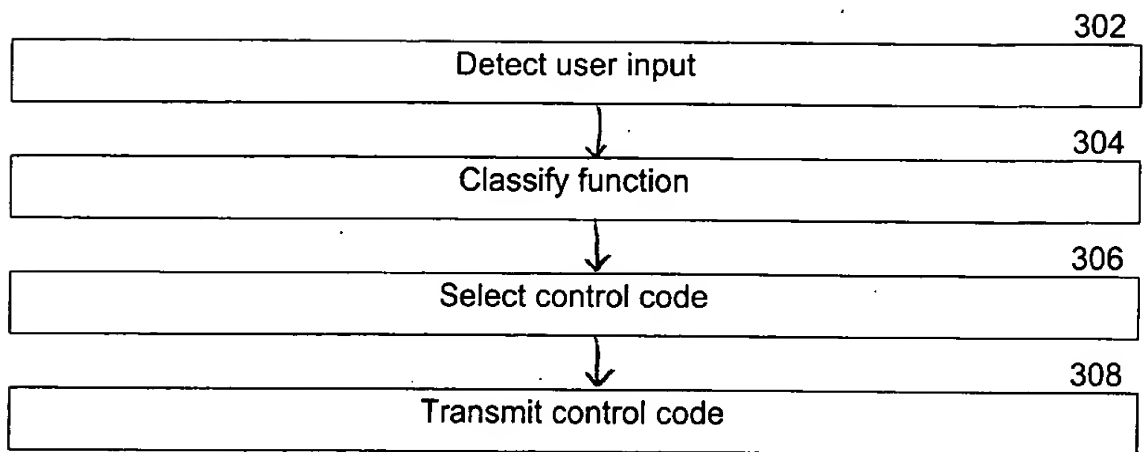 302
Detect user input
304
Classify function
306
Select control code
308
Transmit control code